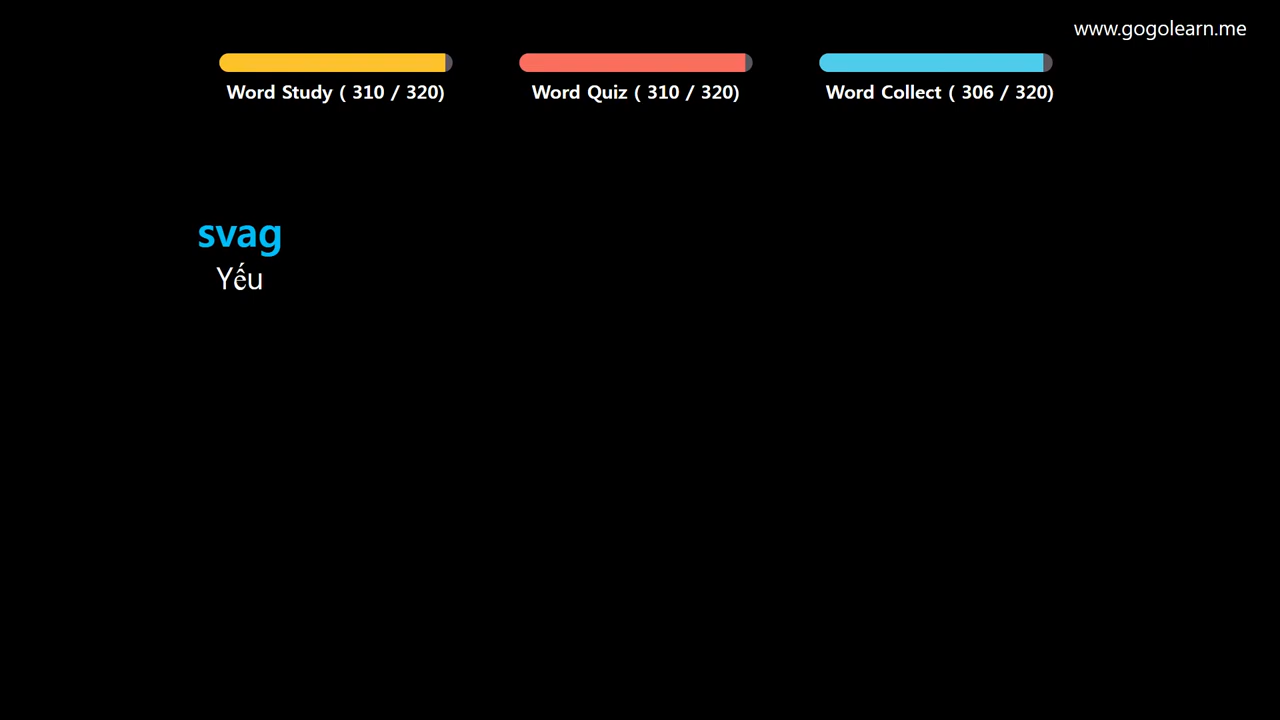 www.gogolearn.me
Word Study ( 310 / 320)
Word Quiz ( 310 / 320)
Word Collect ( 306 / 320)
svag
Yếu